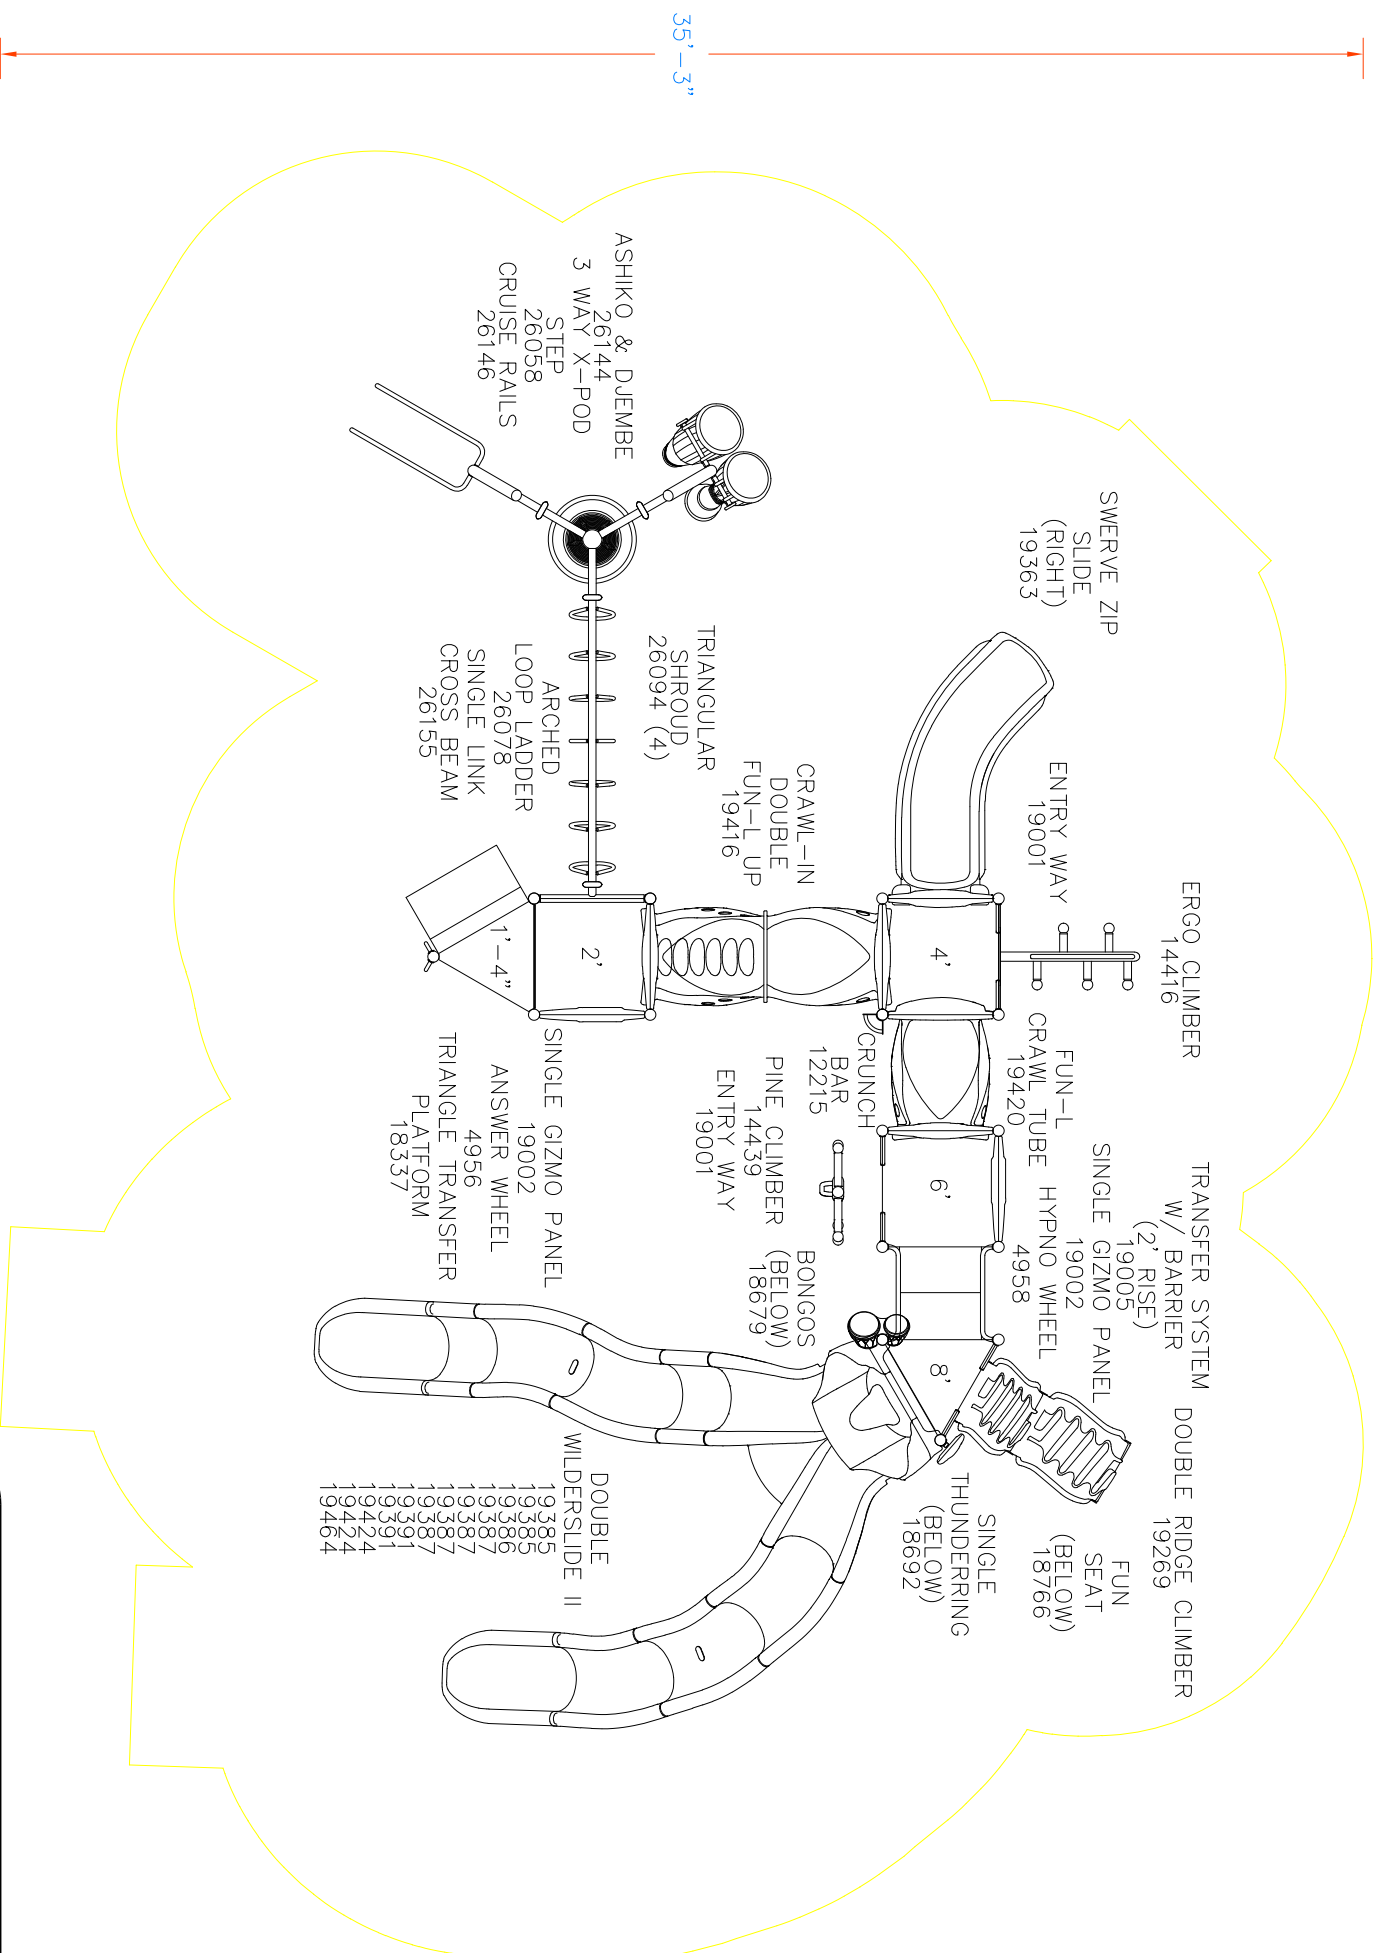 35'-3"
ASHIKO & DJEMBE
26144
3 WAY X-POD
STEP
26058
CRUISE RAILS
26146
SWERVE ZIP
SLIDE
(RIGHT)
19363
TRIANGULAR
SHROUD
26094 (4)
ARCHED
LOOP LADDER
26078
SINGLE LINK
CROSS BEAM
26155
ENTRY WAY
19001
CRAWL-IN
DOUBLE
FUN-L UP
19416
ERGO CLIMBER
14416
4'
2'
1'-4"
FUN-L
CRAWL TUBE
19420
CRUNCH
BAR
12215
PINE CLIMBER
14439
ENTRY WAY
19001
SINGLE GIZMO PANEL
19002
ANSWER WHEEL
4956
TRIANGLE TRANSFER
PLATFORM
18337
TRANSFER SYSTEM
W/ BARRIER
(2' RISE)
19005
SINGLE GIZMO PANEL
19002
HYPNO WHEEL
4958
6'
BONGOS
(BELOW)
18679
8'
DOUBLE RIDGE CLIMBER
19269
FUN
SEAT
(BELOW)
18766
SINGLE
THUNDERRING
(BELOW)
18692
DOUBLE
WILDERSLIDE II
19385
19385
19386
19387
19387
19387
19387
19391
19391
19424
19424
19464